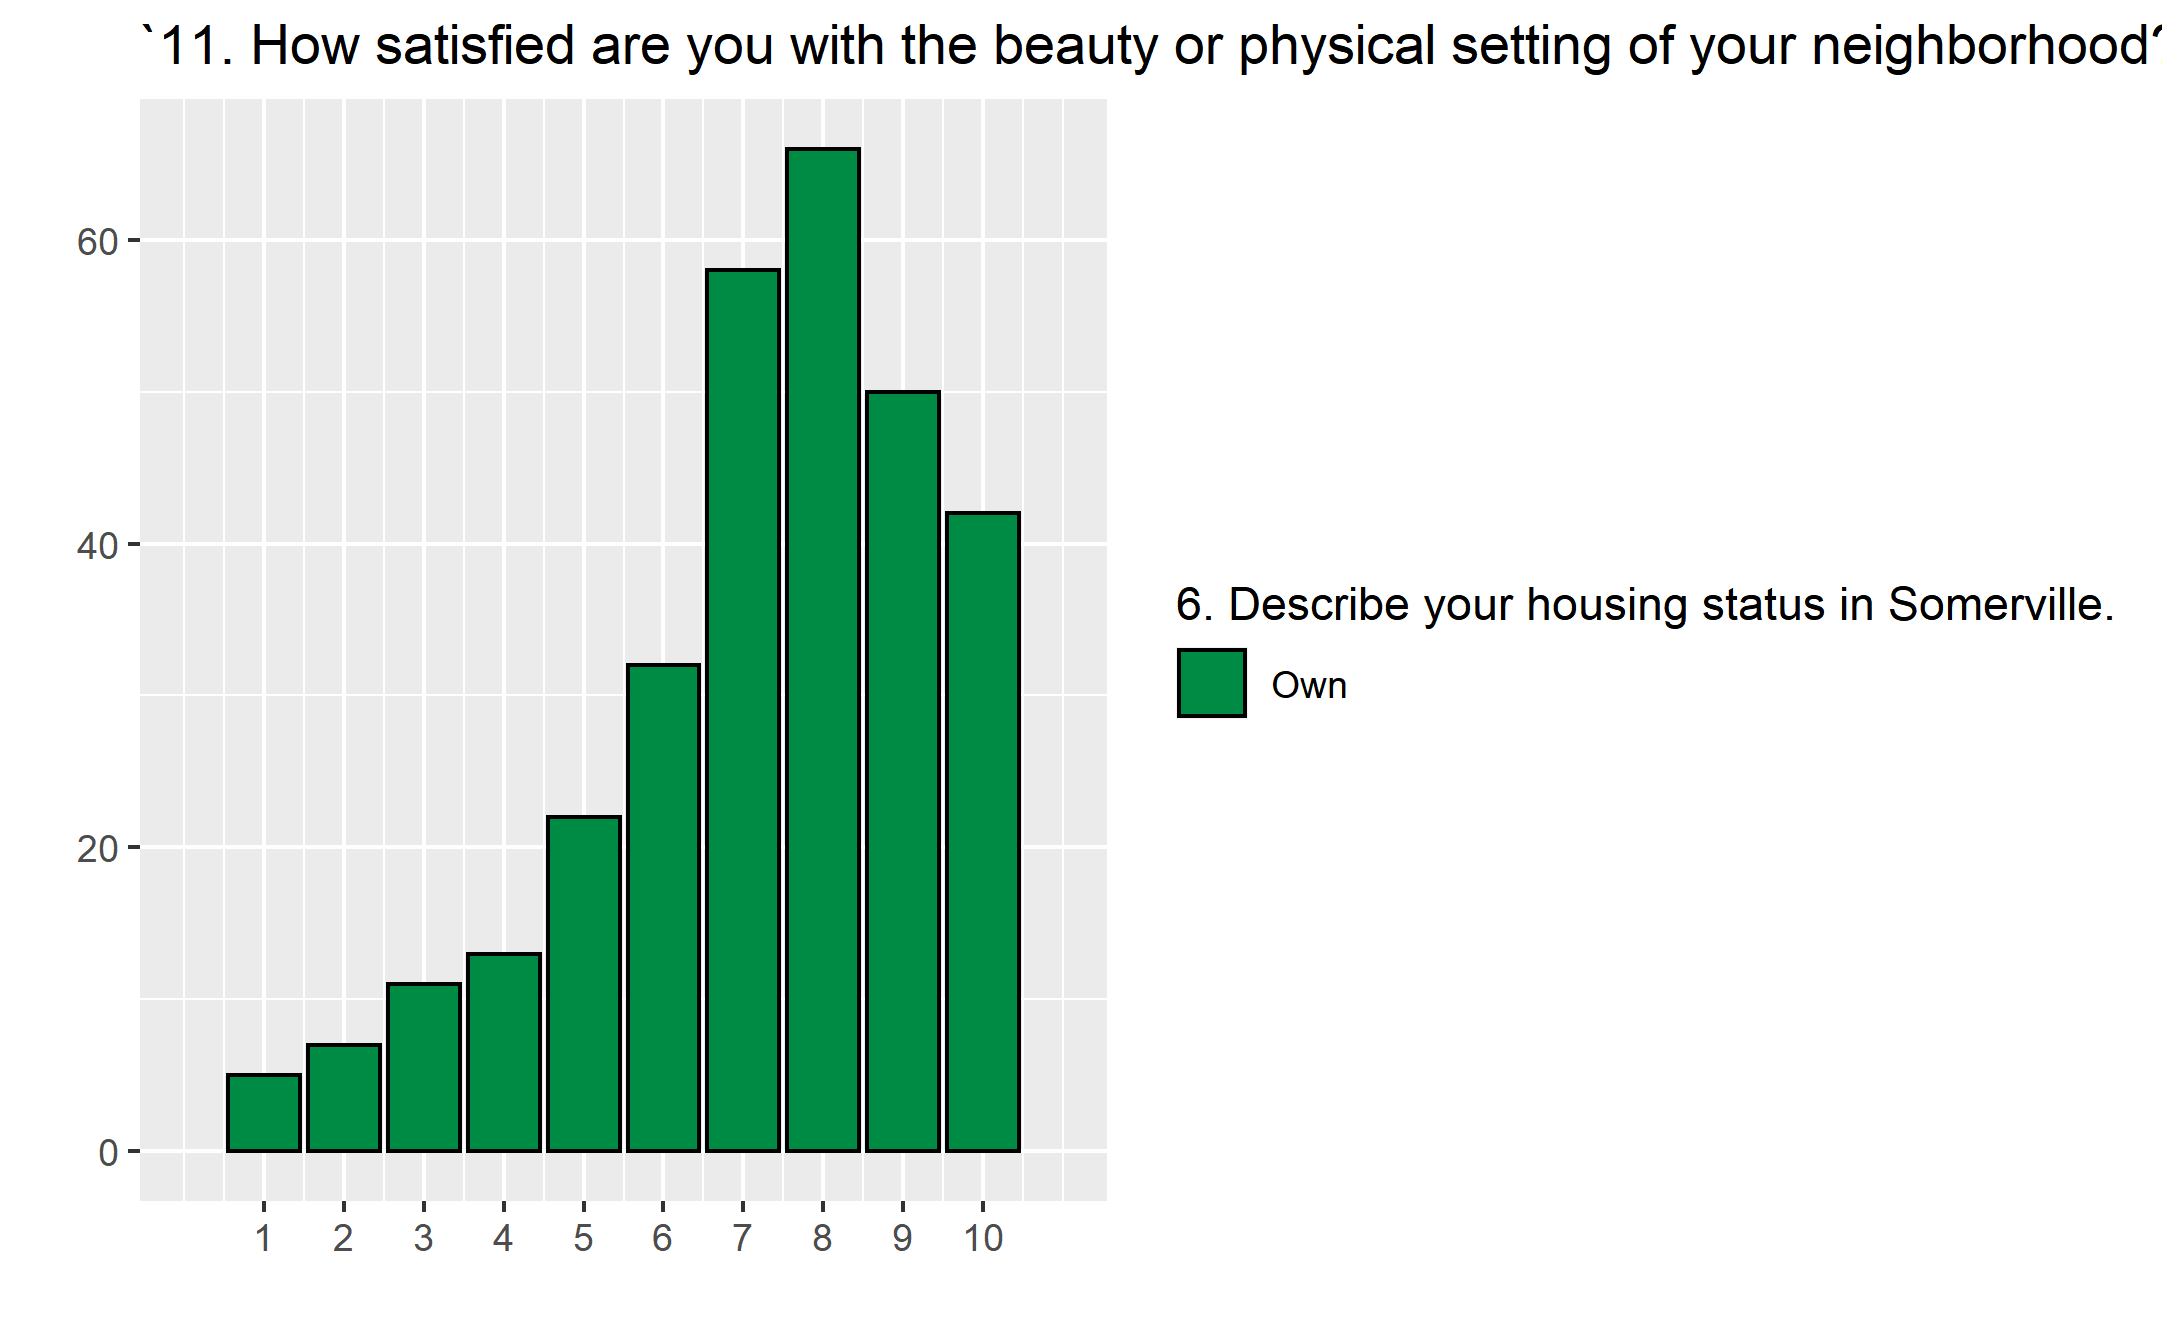 `11. How satisfied are you with the beauty or physical setting of your neighborhood?
60
40
20
0
1 2 3 4 5 6 7 8 9 10
6. Describe your housing status in Somerville.
Own